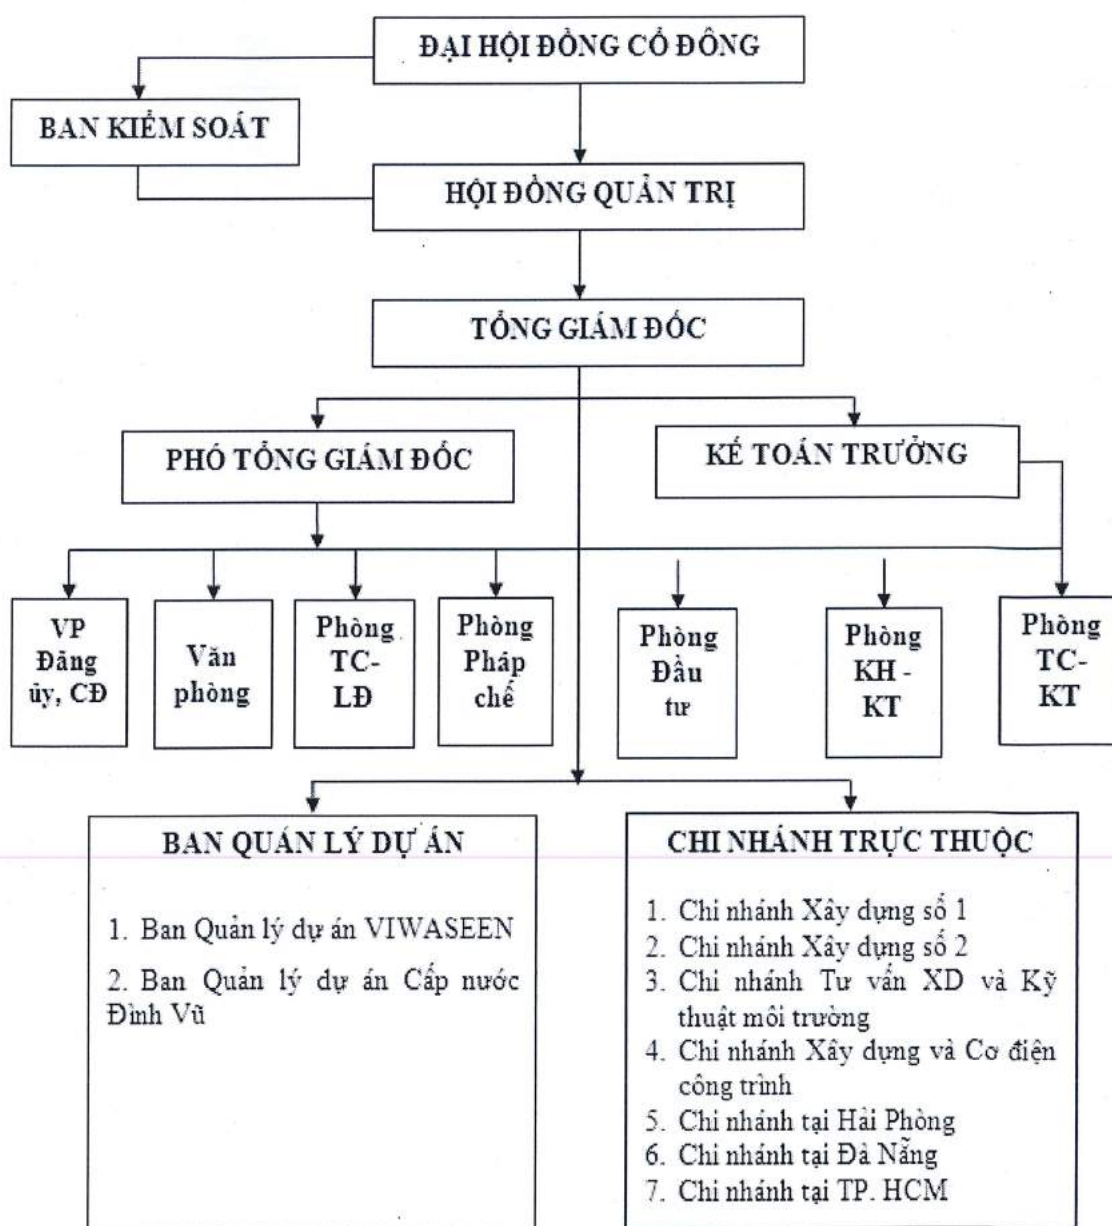 ĐẠI HỘI ĐỒNG CỔ ĐÔNG
BAN KIỂM SOÁT
HỘI ĐỒNG QUẢN TRỊ
TỔNG GIÁM ĐỐC
PHÓ TỔNG GIÁM ĐỐC
KẾ TOÁN TRƯỞNG
VP
Đảng
ủy, CĐ
Văn
phòng
Phòng
TC-
LĐ
Phòng
Pháp
chế
Phòng
Đầu
tư
Phòng
KH -
KT
Phòng
TC-
KT
BAN QUẢN LÝ DỰ ÁN
1. Ban Quản lý dự án VIWASEEN
2. Ban Quản lý dự án Cấp nước
Đình Vũ
CHI NHÁNH TRỰC THUỘC
1. Chi nhánh Xây dựng số 1
2. Chi nhánh Xây dựng số 2
3. Chi nhánh Tư vấn XD và Kỹ
thuật môi trường
4. Chi nhánh Xây dựng và Cơ điện
công trình
5. Chi nhánh tại Hải Phòng
6. Chi nhánh tại Đà Nẵng
7. Chi nhánh tại TP. HCM